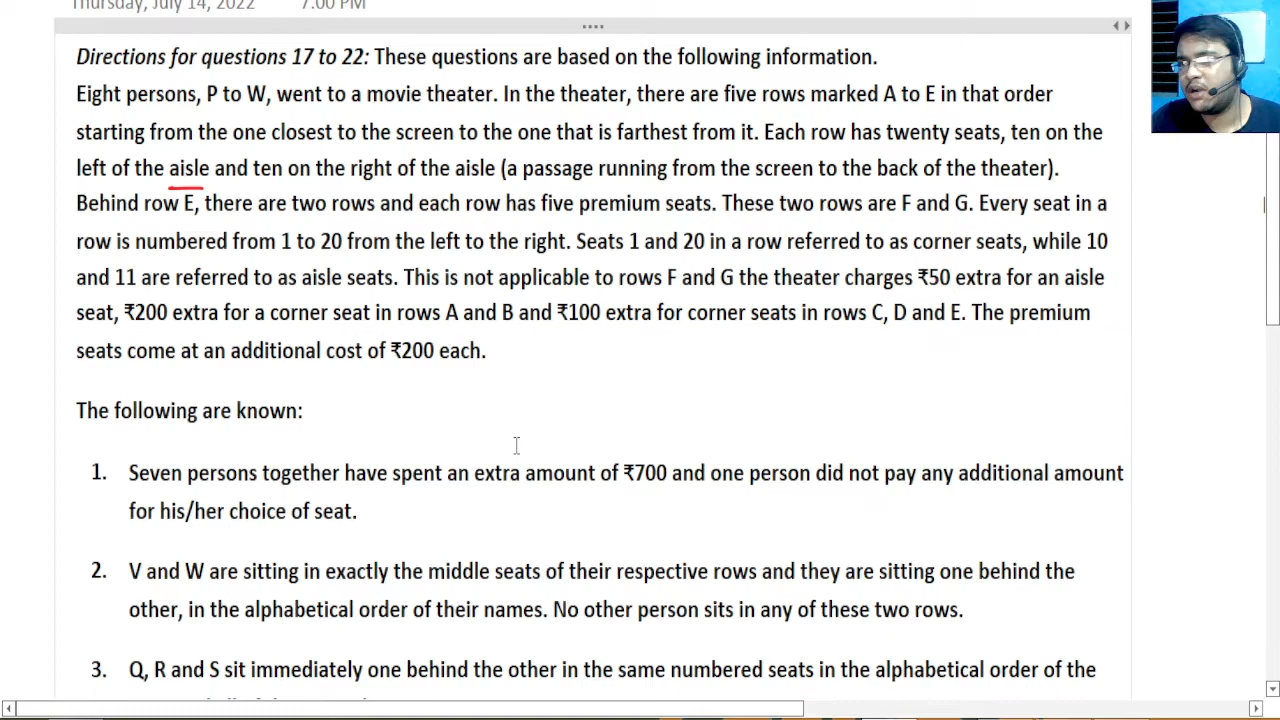 Thursday, July 14, 2022 7:00 PM
Directions for questions 17 to 22: These questions are based on the following information.
Eight persons, P to W, went to a movie theater. In the theater, there are five rows marked A to E in that order
starting from the one closest to the screen to the one that is farthest from it. Each row has twenty seats, ten on the
left of the aisle and ten on the right of the aisle (a passage running from the screen to the back of the theater).
Behind row E, there are two rows and each row has five premium seats. These two rows are F and G. Every seat in a
row is numbered from 1 to 20 from the left to the right. Seats 1 and 20 in a row referred to as corner seats, while 10
and 11 are referred to as aisle seats. This is not applicable to rows F and G the theater charges ₹50 extra for an aisle
seat, ₹200 extra for a corner seat in rows A and B and ₹100 extra for corner seats in rows C, D and E. The premium
seats come at an additional cost of ₹200 each.
The following are known:
1. Seven persons together have spent an extra amount of ₹700 and one person did not pay any additional amount
for his/her choice of seat.
2. V and W are sitting in exactly the middle seats of their respective rows and they are sitting one behind the
other, in the alphabetical order of their names. No other person sits in any of these two rows.
3. Q, R and S sit immediately one behind the other in the same numbered seats in the alphabetical order of the